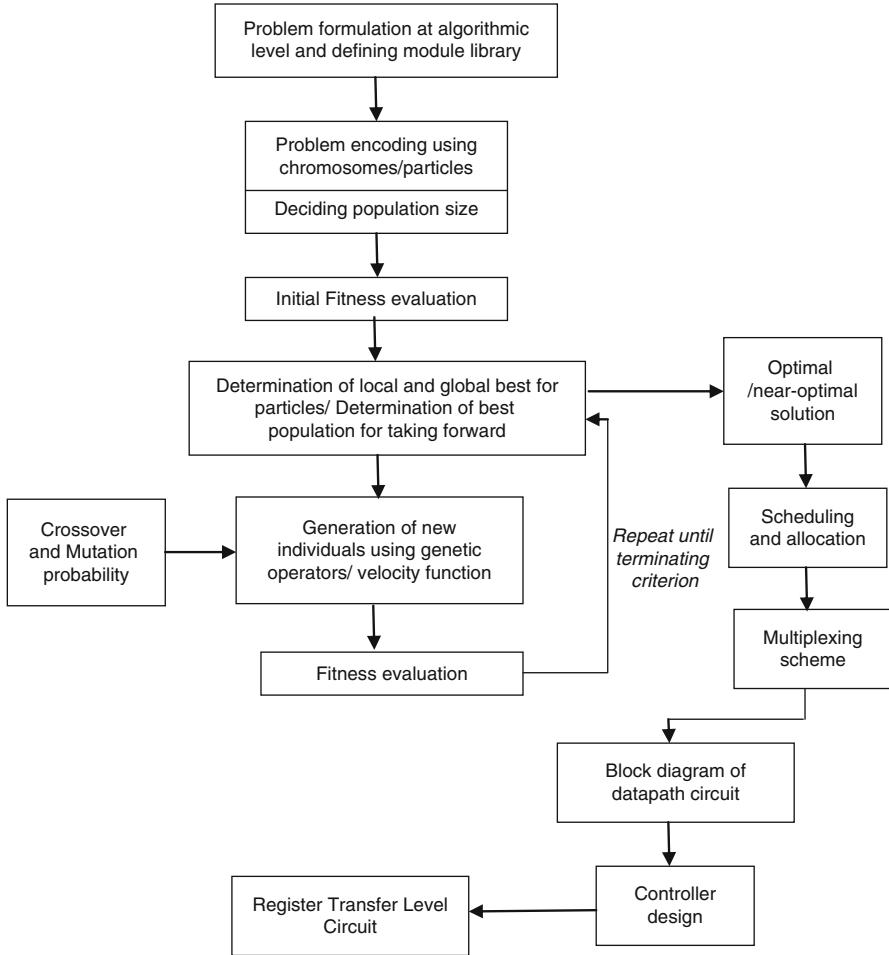 Problem formulation at algorithmic
level and defining module library
Problem encoding using
chromosomes/particles
Deciding population size
Initial Fitness evaluation
Determination of local and global best for
particles/ Determination of best
population for taking forward
Optimal
/near-optimal
solution
Crossover
and Mutation
probability
Generation of new
individuals using genetic
operators/ velocity function
Repeat until
terminating
criterion
Scheduling
and allocation
Fitness evaluation
Multiplexing
scheme
Block diagram of
datapath circuit
Controller
design
Register Transfer Level
Circuit